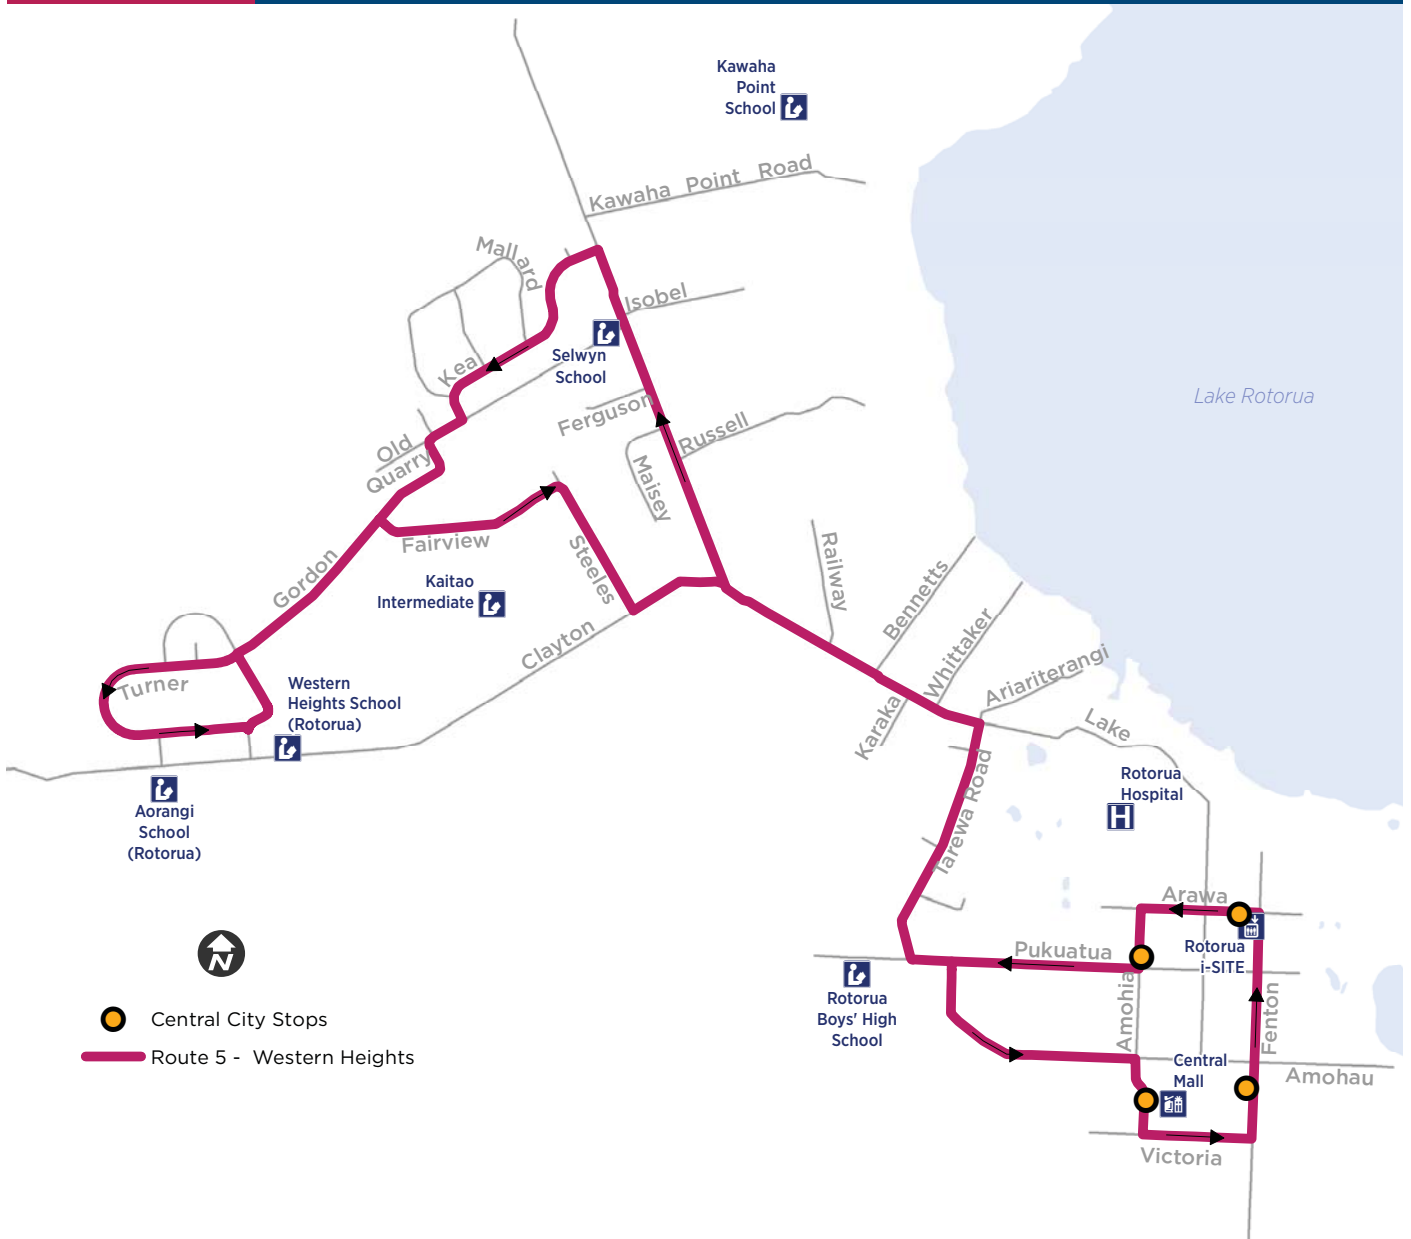 Kawaha
Point
School
Kawaha Point Road
Mallard
Isobel
Selwyn
School
Kea
Lake Rotorua
Ferguson
Russell
Old
Quarry
Maisey
Fairview
Steeles
Railway
Gordon
Kaitao
Intermediate
Bennetts
Whittaker
Clayton
Ariariterangi
Turner
Western
Heights School
(Rotorua)
Karaka
Lake
Tarewa Road
Rotorua
Hospital
H
Aorangi
School
(Rotorua)
Arawa
Pukuatua
Rotorua
i-SITE
N
Rotorua
Boys' High
School
Amohia
Fenton
Central City Stops
Route 5 - Western Heights
Central
Mall
Amohau
Victoria